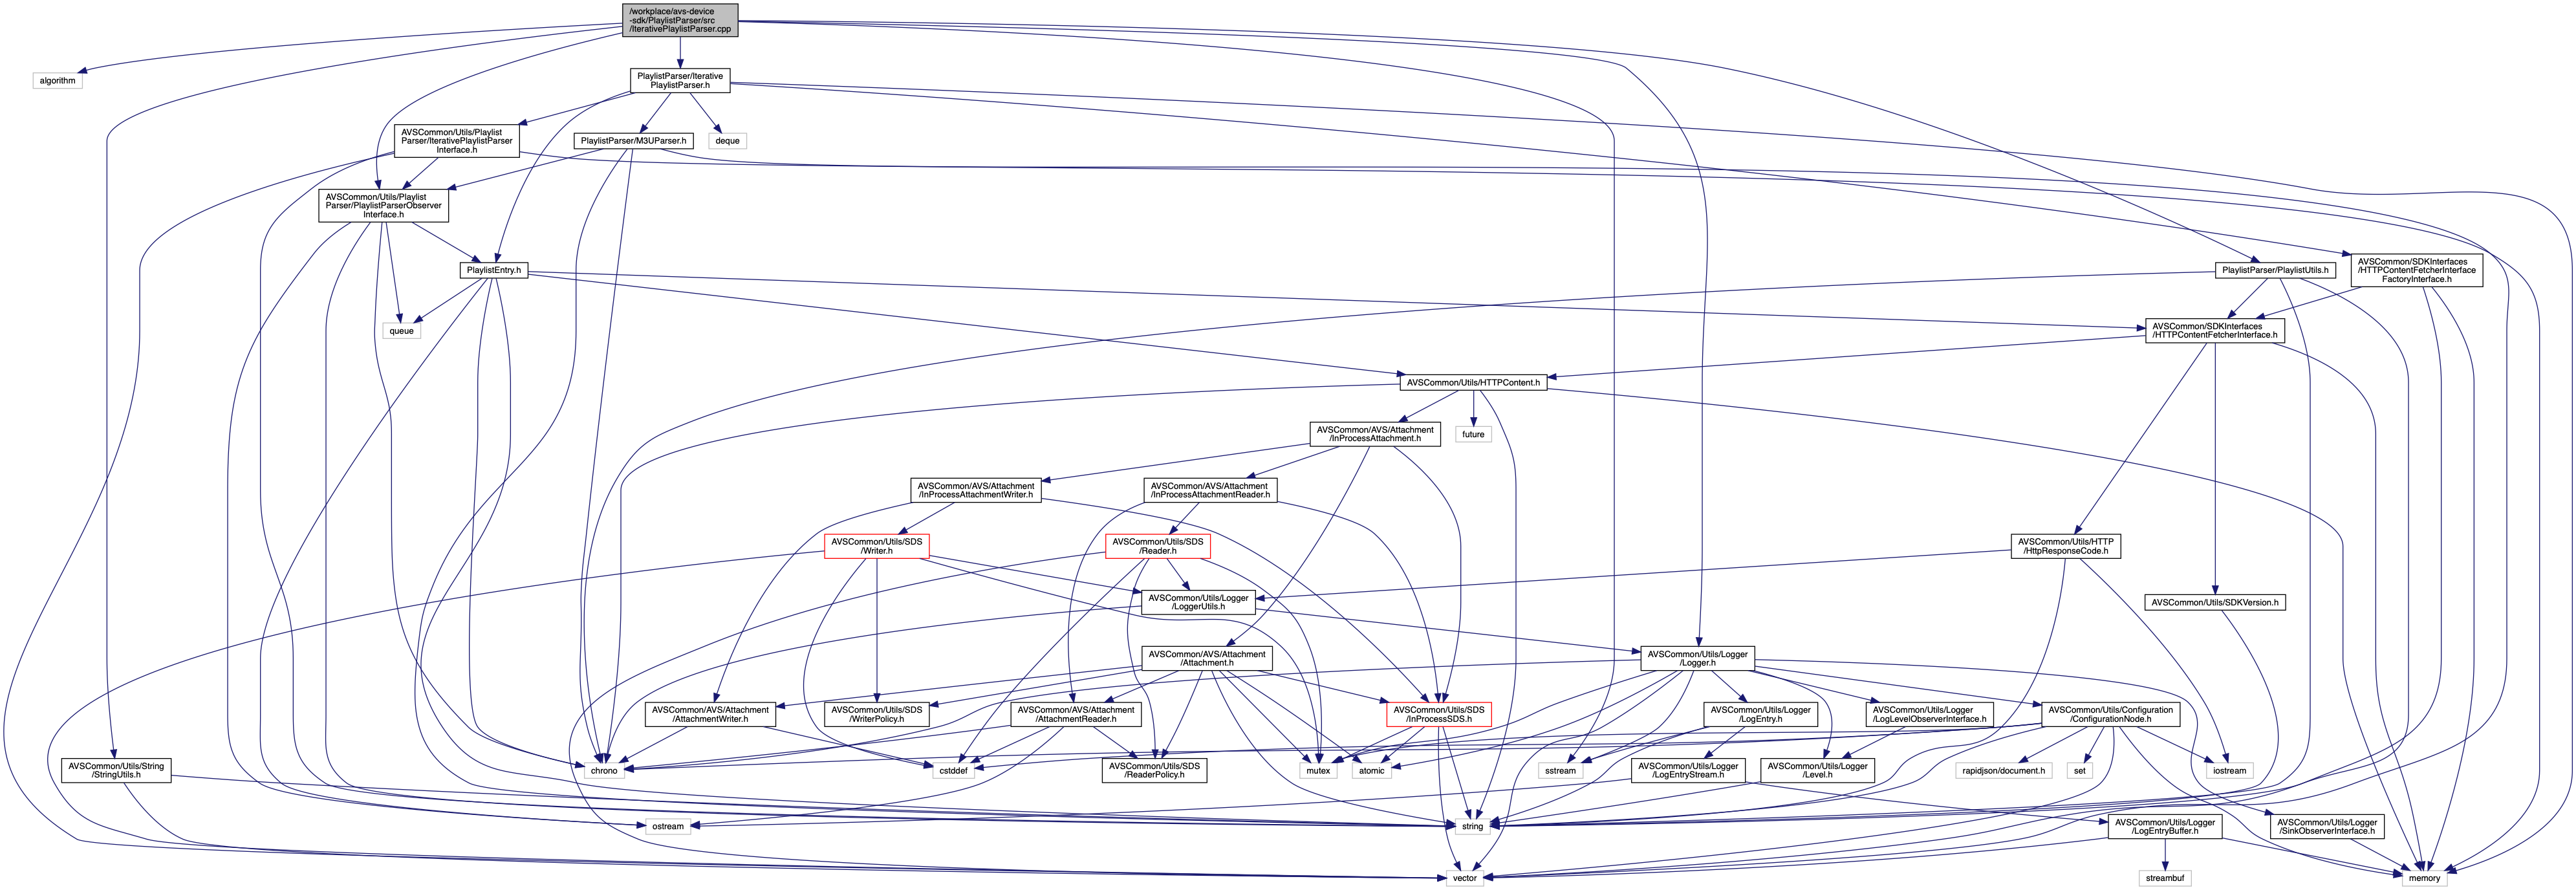 /workplace/avs-device
-sdk/PlaylistParser/src
/IterativePlaylistParser.cpp
algorithm
PlaylistParser/Iterative
PlaylistParser.h
AVSCommon/Utils/Playlist
Parser/IterativePlaylistParser
Interface.h
PlaylistParser/M3UParser.h
deque
AVSCommon/Utils/Playlist
Parser/PlaylistParserObserver
Interface.h
PlaylistEntry.h
PlaylistParser/PlaylistUtils.h
AVSCommon/SDKInterfaces
/HTTPContentFetcherInterface
FactoryInterface.h
queue
AVSCommon/SDKInterfaces
/HTTPContentFetcherInterface.h
AVSCommon/Utils/HTTPContent.h
AVSCommon/AVS/Attachment
/InProcessAttachment.h
future
AVSCommon/AVS/Attachment
/InProcessAttachmentWriter.h
AVSCommon/AVS/Attachment
/InProcessAttachmentReader.h
AVSCommon/Utils/SDS
/Writer.h
AVSCommon/Utils/SDS
/Reader.h
AVSCommon/Utils/HTTP
/HttpResponseCode.h
AVSCommon/Utils/Logger
/LoggerUtils.h
AVSCommon/Utils/SDKVersion.h
AVSCommon/AVS/Attachment
/Attachment.h
AVSCommon/Utils/Logger
/Logger.h
AVSCommon/AVS/Attachment
/AttachmentWriter.h
AVSCommon/Utils/SDS
/WriterPolicy.h
AVSCommon/AVS/Attachment
/AttachmentReader.h
AVSCommon/Utils/SDS
/InProcessSDS.h
AVSCommon/Utils/Logger
/LogEntry.h
AVSCommon/Utils/Logger
/LogLevelObserverInterface.h
AVSCommon/Utils/Configuration
/ConfigurationNode.h
AVSCommon/Utils/String
/StringUtils.h
chrono
cstddef
AVSCommon/Utils/SDS
/ReaderPolicy.h
mutex
atomic
sstream
AVSCommon/Utils/Logger
/LogEntryStream.h
AVSCommon/Utils/Logger
/Level.h
rapidjson/document.h
set
iostream
ostream
string
AVSCommon/Utils/Logger
/LogEntryBuffer.h
AVSCommon/Utils/Logger
/SinkObserverInterface.h
vector
streambuf
memory